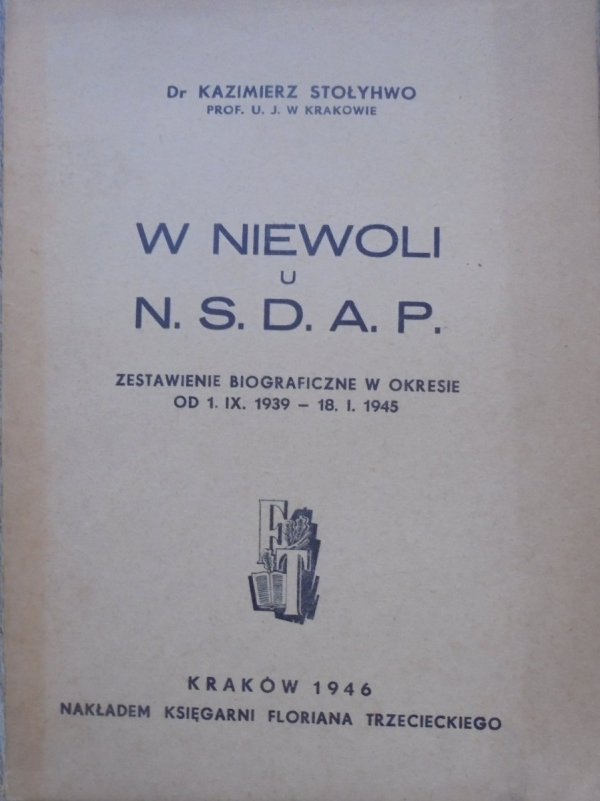 Dr KAZIMIERZ STOŁYHWO
PROF. U. J. W KRAKOWIE
W NIEWOLI
U
N. S. D. A. P.
ZESTAWIENIE BIOGRAFICZNE W OKRESIE
OD 1. IX. 1939 – 18. I. 1945
FT
KRAKÓW 1946
NAKŁADEM KSIĘGARNI FLORIANA TRZECIECKIEGO